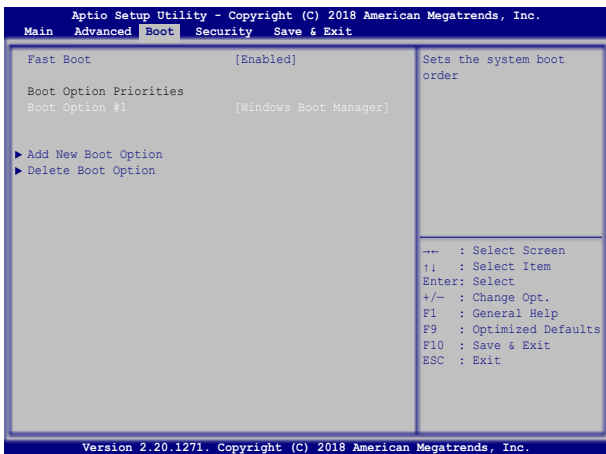 Aptio Setup Utility - Copyright (C) 2018 American Megatrends, Inc.
Main Advanced Boot Security Save & Exit
Fast Boot [Enabled]
Boot Option Priorities
Boot Option #1 [Windows Boot Manager]
▶ Add New Boot Option
▶ Delete Boot Option
Sets the system boot
order
→← : Select Screen
↑↓ : Select Item
Enter: Select
+/— : Change Opt.
F1 : General Help
F9 : Optimized Defaults
F10 : Save & Exit
ESC : Exit
Version 2.20.1271. Copyright (C) 2018 American Megatrends, Inc.